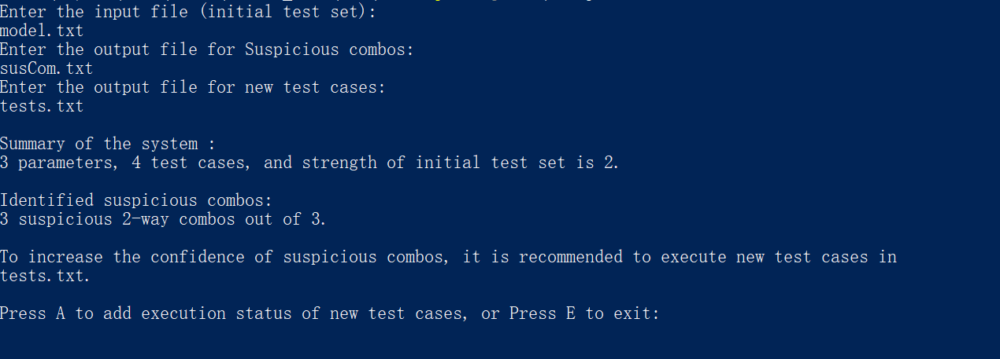 Enter the input file (initial test set):
model.txt
Enter the output file for Suspicious combos:
susCom.txt
Enter the output file for new test cases:
tests.txt
Summary of the system :
3 parameters, 4 test cases, and strength of initial test set is 2.
Identified suspicious combos:
3 suspicious 2-way combos out of 3.
To increase the confidence of suspicious combos, it is recommended to execute new test cases in
tests.txt.
Press A to add execution status of new test cases, or Press E to exit: